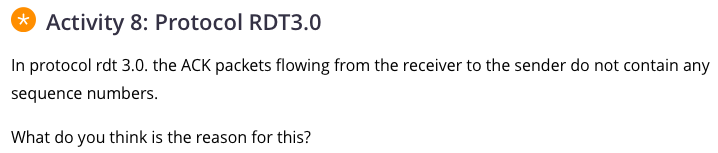 Activity 8: Protocol RDT3.0
In protocol rdt 3.0. the ACK packets flowing from the receiver to the sender do not contain any
sequence numbers.
What do you think is the reason for this?